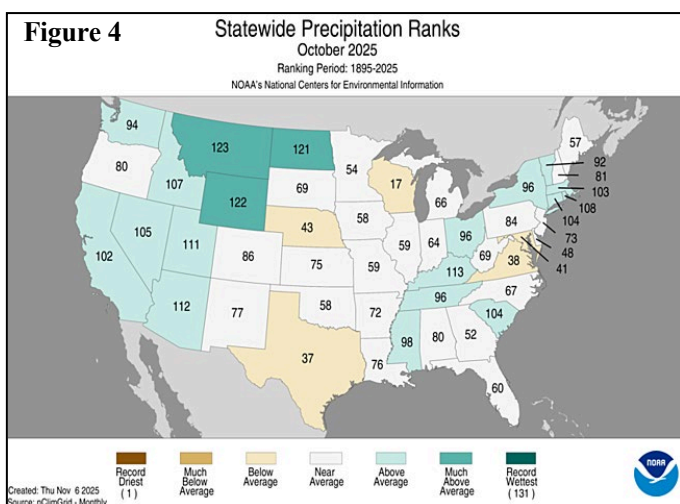 Figure 4
Statewide Precipitation Ranks
October 2025
Ranking Period: 1895-2025
NOAA's National Centers for Environmental Information
94
123
121
54
57
92
81
103
108
104
73
48
41
80
107
122
69
17
66
96
43
58
102
105
111
86
75
59
59
64
96
84
69
38
113
112
77
58
72
96
67
104
37
76
98
80
52
60
Record
Driest
(1)
Much
Below
Average
Below
Average
Near
Average
Above
Average
Much
Above
Average
Record
Wettest
(131)
NOAA
Created: Thu Nov 6 2025
Source: nClimGrid - Monthly